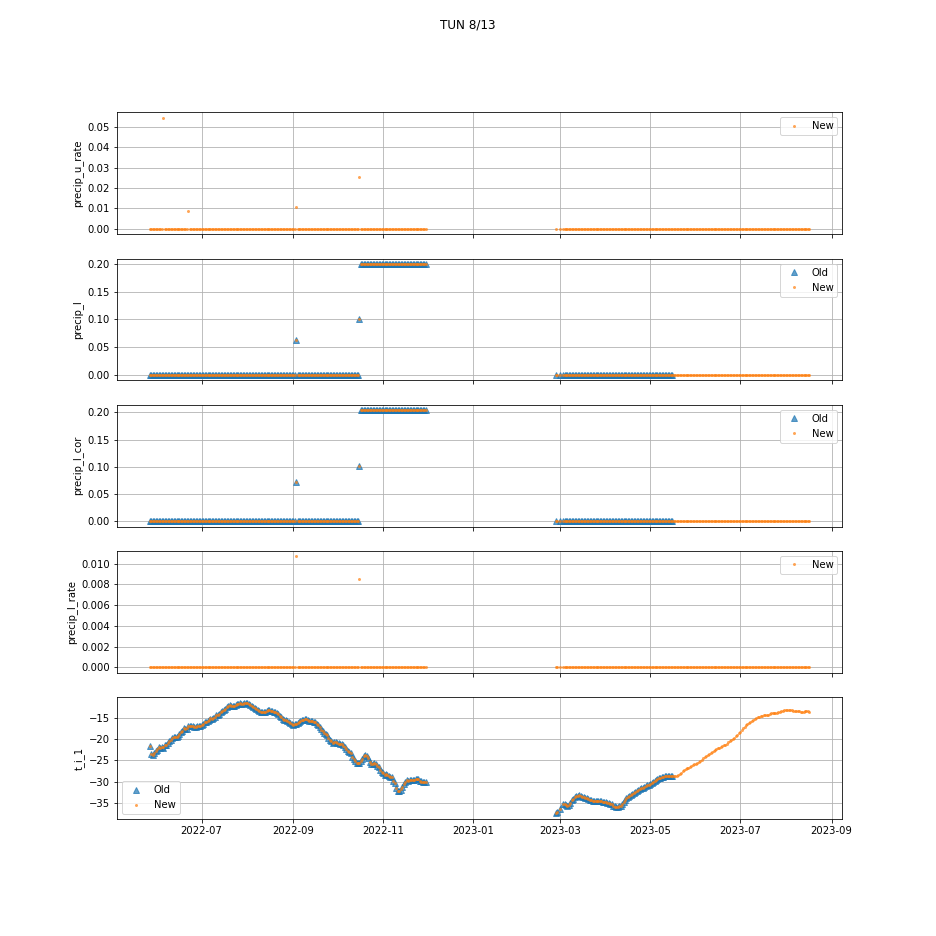 TUN 8/13
precip_u_rate
0.05
0.04
0.03
0.02
0.01
0.00
New
precip_l
0.20
0.15
0.10
0.05
0.00
Old
New
precip_l_cor
0.20
0.15
0.10
0.05
0.00
Old
New
precip_l_rate
0.010
0.008
0.006
0.004
0.002
0.000
New
t_i_1
−15
−20
−25
−30
−35
Old
New
2022-07 2022-09 2022-11 2023-01 2023-03 2023-05 2023-07 2023-09